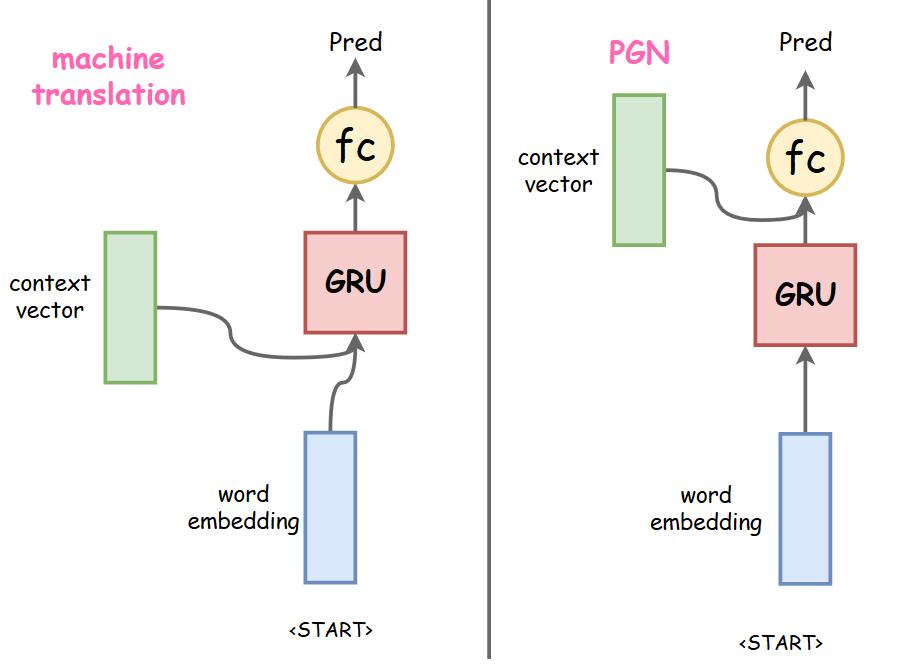 machine
translation
Pred
fc
GRU
context
vector
word
embedding
<START>
PGN
Pred
fc
context
vector
GRU
word
embedding
<START>